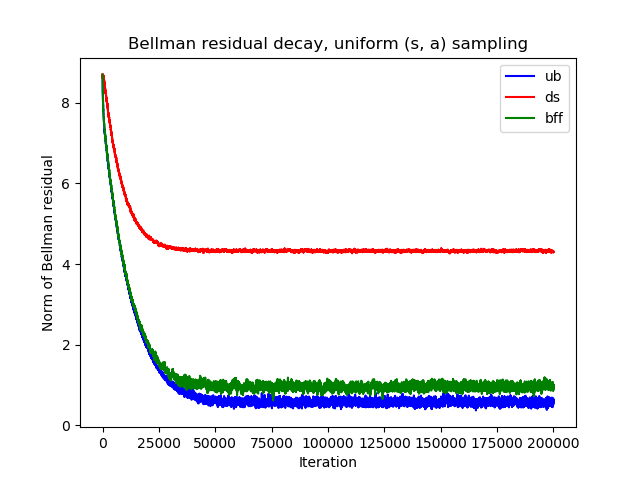 Bellman residual decay, uniform (s, a) sampling
ub
ds
bff
Norm of Bellman residual
8
6
4
2
0
0 25000 50000 75000 100000 125000 150000 175000 200000
Iteration